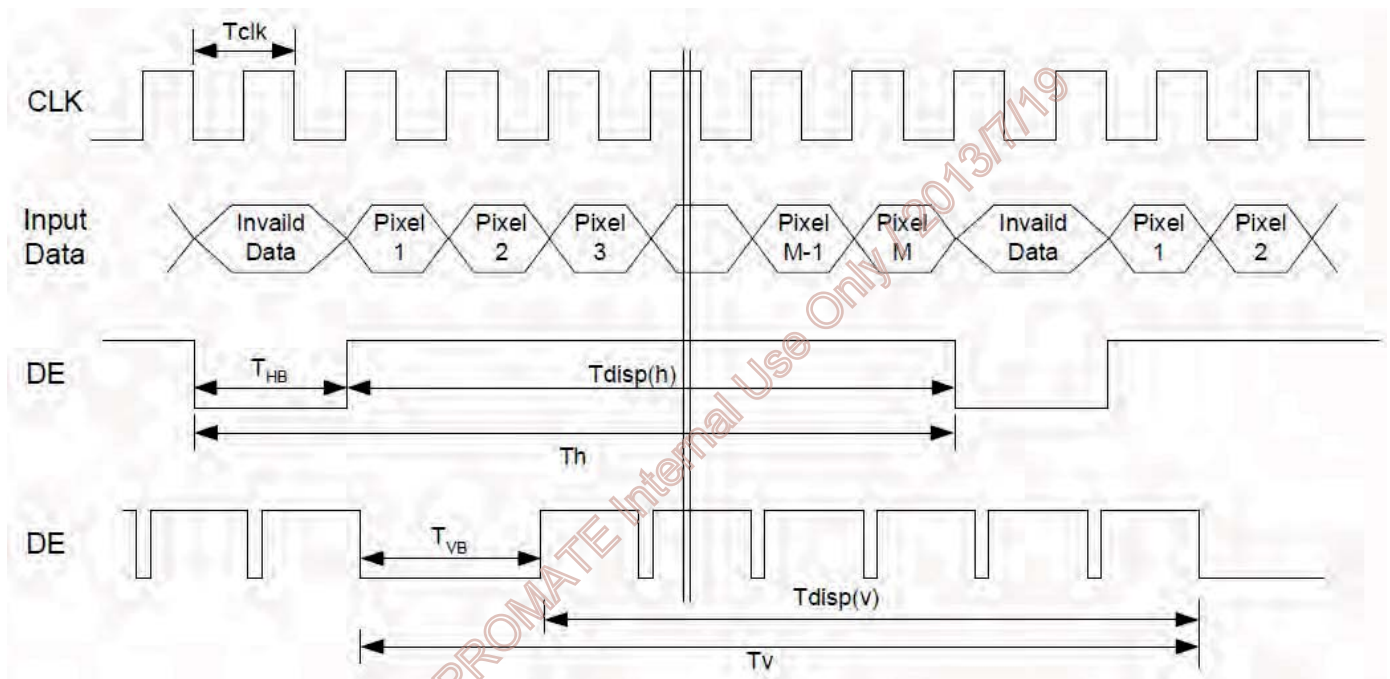 Tclk
CLK
Input
Data
Invaild
Data
Pixel
1
Pixel
2
Pixel
3
Pixel
M-1
Pixel
M
Invaild
Data
Pixel
1
Pixel
2
DE
THB
Tdisp(h)
Th
DE
TVB
Tdisp(v)
Tv
PROMATE Internal Use Only / 2013/7/19